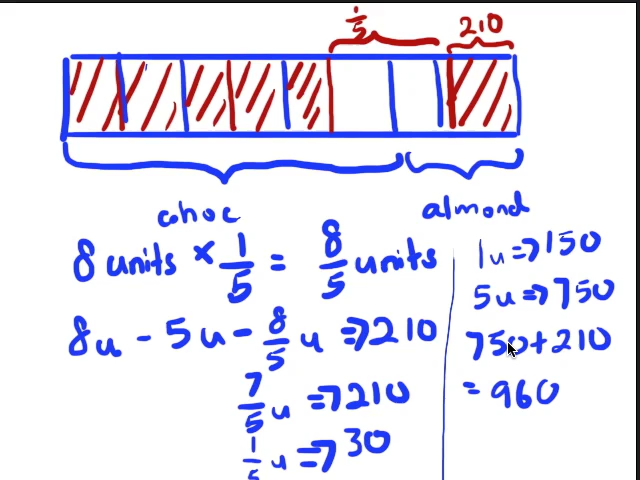 1/5 210
choc almond
8 units × 1/5 = 8/5 units
8u - 5u - 8/5 u => 210
7/5 u => 210
1/5 u => 30
1u => 150
5u => 750
750 + 210
= 960